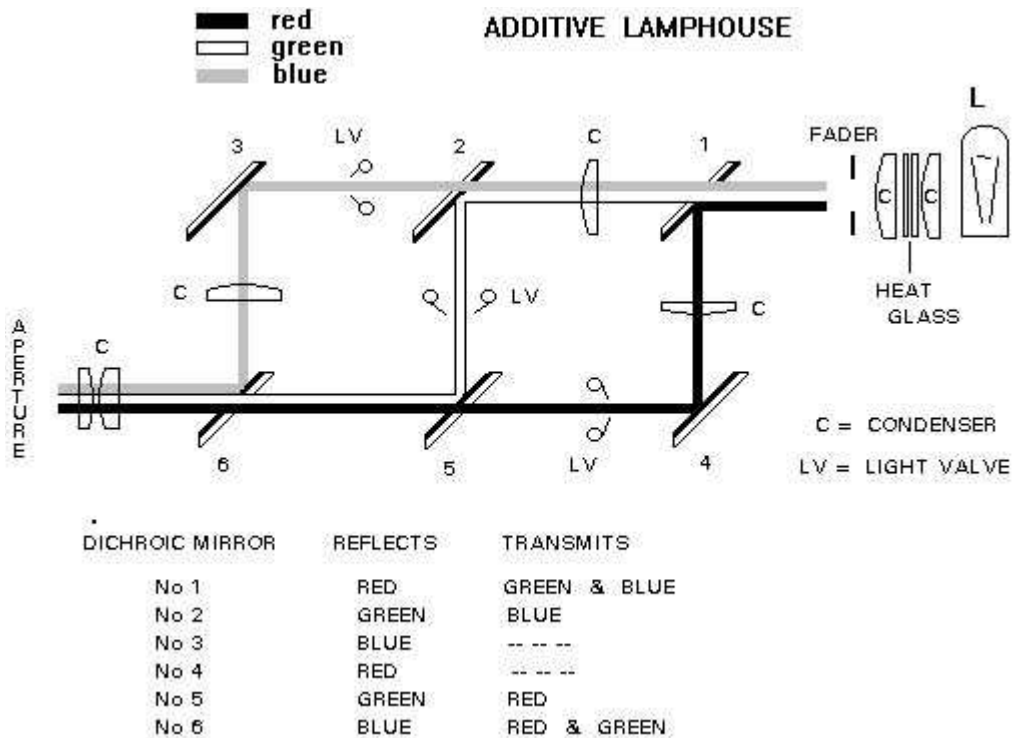 red
green
blue
ADDITIVE LAMPHOUSE
L
FADER
LV
C
1
2
3
C
C
HEAT
GLASS
C
LV
C
APERTURE
C
C = CONDENSER
LV = LIGHT VALVE
LV
4
5
6
DICHROIC MIRROR REFLECTS TRANSMITS
No 1 RED GREEN & BLUE
No 2 GREEN BLUE
No 3 BLUE -- -- --
No 4 RED -- -- --
No 5 GREEN RED
No 6 BLUE RED & GREEN